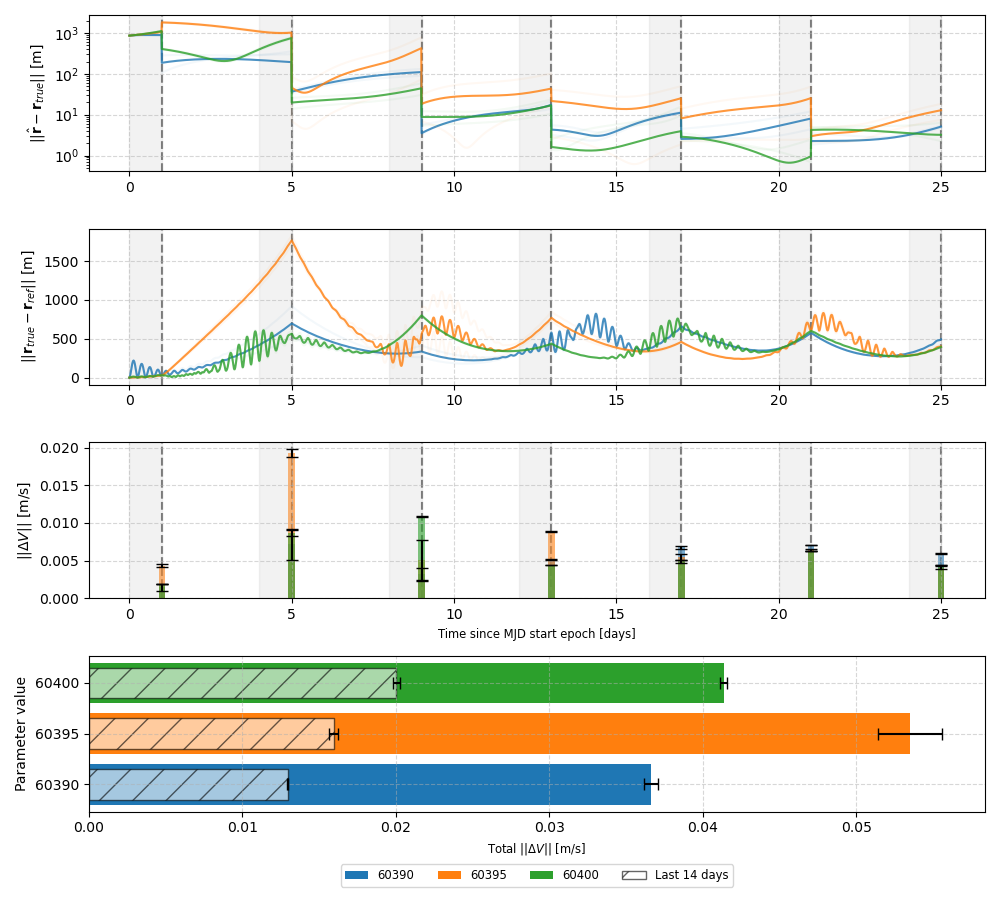 ||r̂ − r_true|| [m]
10³
10²
10¹
10⁰
0 5 10 15 20 25
||r_true − r_ref|| [m]
1500
1000
500
0
0 5 10 15 20 25
||ΔV|| [m/s]
0.020
0.015
0.010
0.005
0.000
0 5 10 15 20 25
Time since MJD start epoch [days]
Parameter value
60400
60395
60390
0.00 0.01 0.02 0.03 0.04 0.05
Total ||ΔV|| [m/s]
60390 60395 60400 Last 14 days